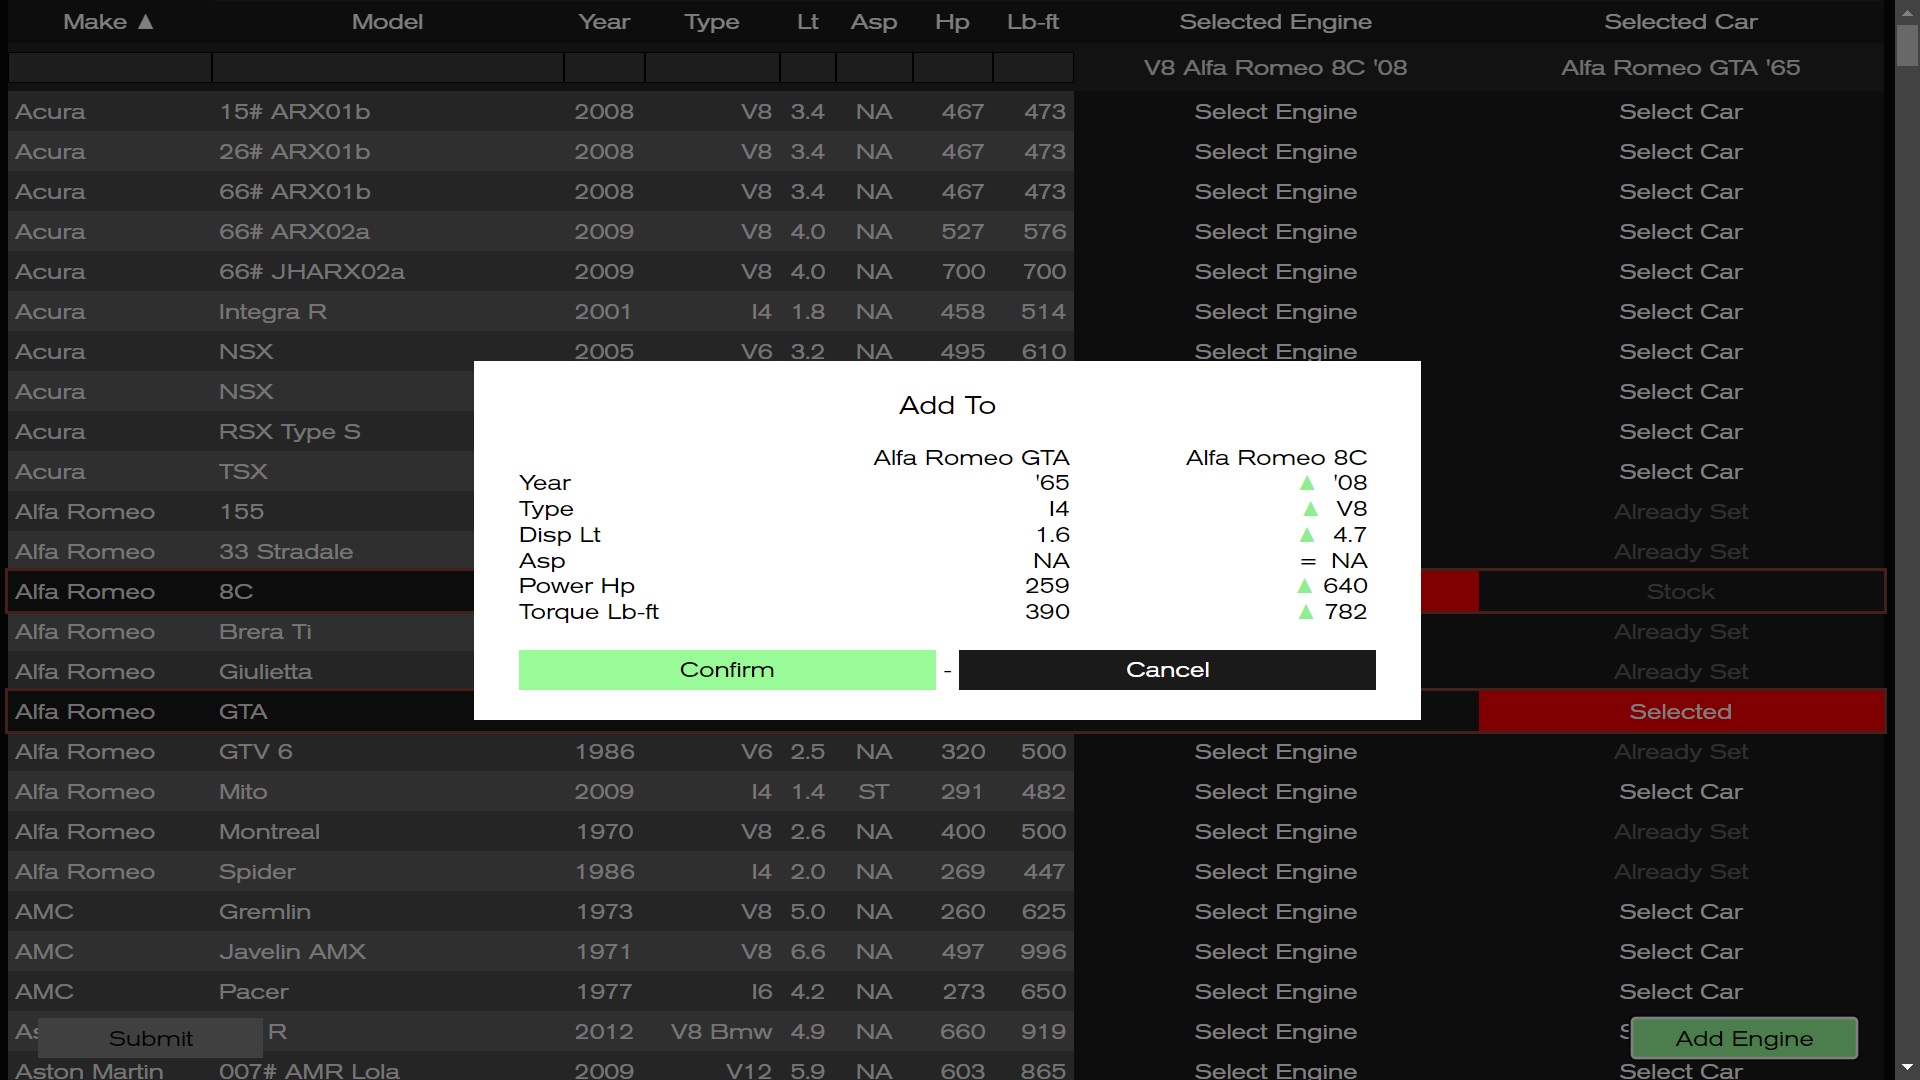 Make ▲ Model Year Type Lt Asp Hp Lb-ft Selected Engine Selected Car
V8 Alfa Romeo 8C '08 Alfa Romeo GTA '65
Acura 15# ARX01b 2008 V8 3.4 NA 467 473 Select Engine Select Car
Acura 26# ARX01b 2008 V8 3.4 NA 467 473 Select Engine Select Car
Acura 66# ARX01b 2008 V8 3.4 NA 467 473 Select Engine Select Car
Acura 66# ARX02a 2009 V8 4.0 NA 527 576 Select Engine Select Car
Acura 66# JHARX02a 2009 V8 4.0 NA 700 700 Select Engine Select Car
Acura Integra R 2001 I4 1.8 NA 458 514 Select Engine Select Car
Acura NSX 2005 V6 3.2 NA 495 610 Select Engine Select Car
Acura NSX Select Car
Acura RSX Type S Select Car
Acura TSX Select Car
Alfa Romeo 155 Already Set
Alfa Romeo 33 Stradale Already Set
Alfa Romeo 8C Stock
Alfa Romeo Brera Ti Already Set
Alfa Romeo Giulietta Already Set
Alfa Romeo GTA Selected
Add To
Alfa Romeo GTA Alfa Romeo 8C
Year '65 ▲ '08
Type I4 ▲ V8
Disp Lt 1.6 ▲ 4.7
Asp NA = NA
Power Hp 259 ▲ 640
Torque Lb-ft 390 ▲ 782
Confirm - Cancel
Alfa Romeo GTV 6 1986 V6 2.5 NA 320 500 Select Engine Already Set
Alfa Romeo Mito 2009 I4 1.4 ST 291 482 Select Engine Select Car
Alfa Romeo Montreal 1970 V8 2.6 NA 400 500 Select Engine Already Set
Alfa Romeo Spider 1986 I4 2.0 NA 269 447 Select Engine Already Set
AMC Gremlin 1973 V8 5.0 NA 260 625 Select Engine Select Car
AMC Javelin AMX 1971 V8 6.6 NA 497 996 Select Engine Select Car
AMC Pacer 1977 I6 4.2 NA 273 650 Select Engine Select Car
R 2012 V8 Bmw 4.9 NA 660 919 Select Engine
Submit Add Engine
Aston Martin 007# AMR Lola 2009 V12 5.9 NA 603 865 Select Engine Select Car